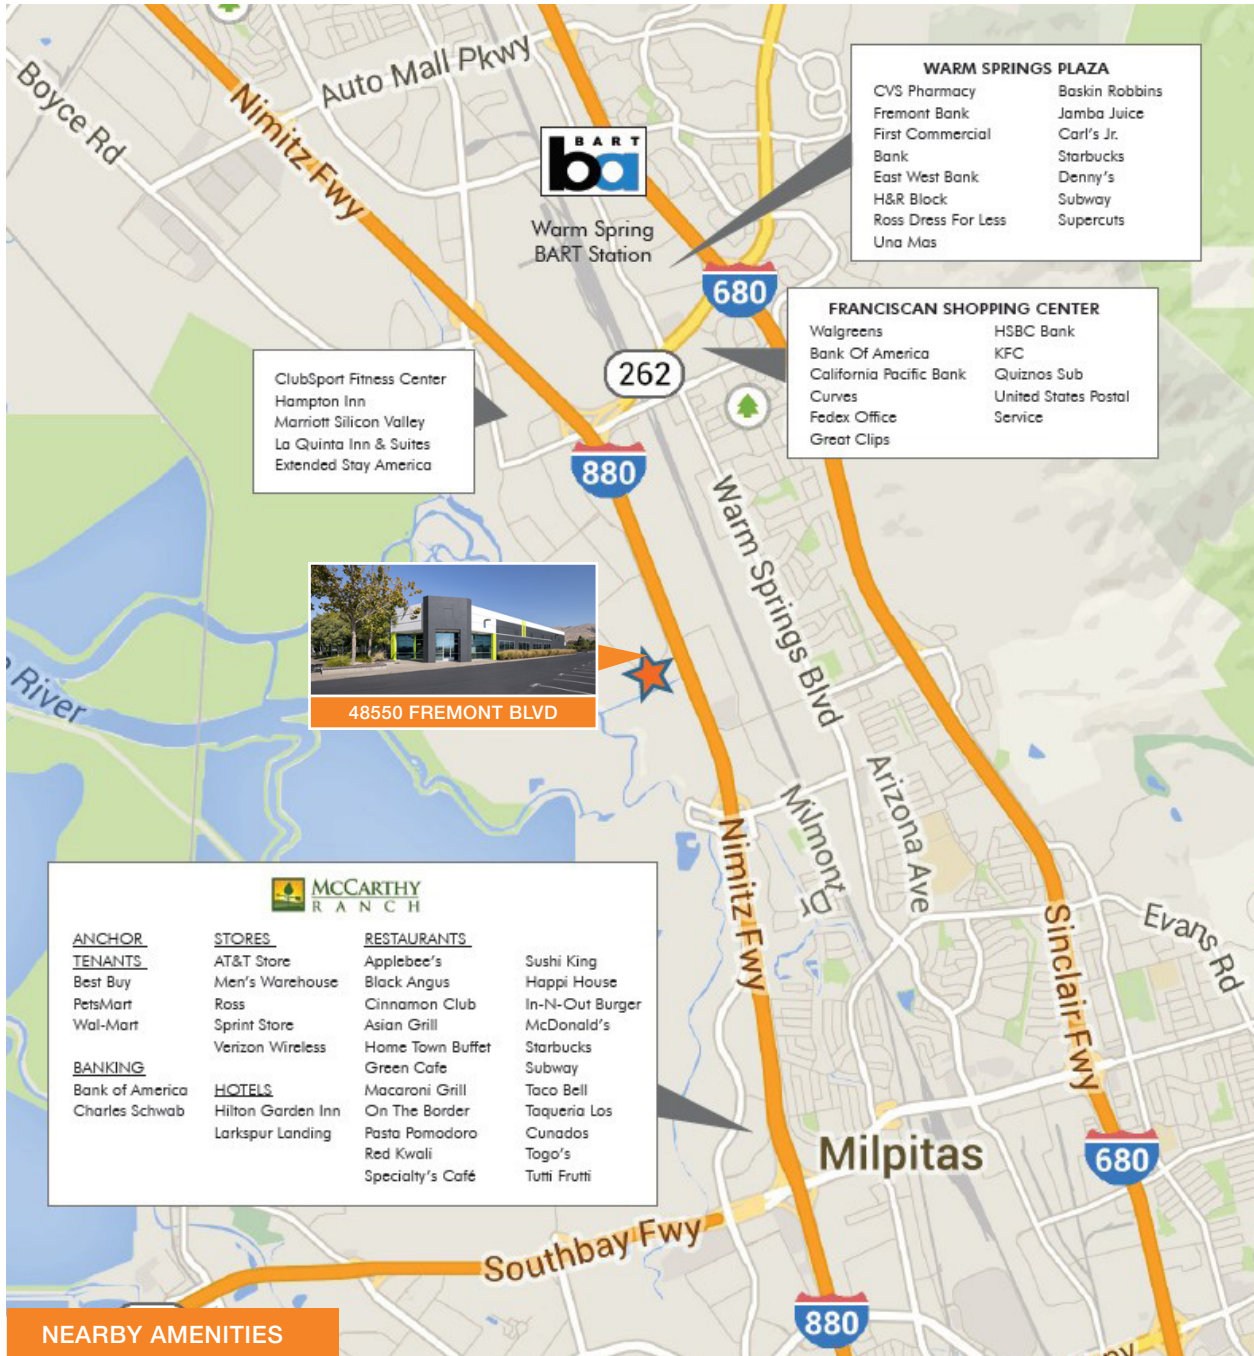 Boyce Rd
Auto Mall Pkwy
Nimitz Fwy
BART
ba
Warm Spring
BART Station
WARM SPRINGS PLAZA
CVS Pharmacy
Fremont Bank
First Commercial
Bank
East West Bank
H&R Block
Ross Dress For Less
Una Mas
Baskin Robbins
Jamba Juice
Carl's Jr.
Starbucks
Denny's
Subway
Supercuts
680
FRANCISCAN SHOPPING CENTER
Walgreens
Bank Of America
California Pacific Bank
Curves
Fedex Office
Great Clips
HSBC Bank
KFC
Quiznos Sub
United States Postal
Service
262
ClubSport Fitness Center
Hampton Inn
Marriott Silicon Valley
La Quinta Inn & Suites
Extended Stay America
880
Warm Springs Blvd
48550 FREMONT BLVD
River
Arizona Ave
Milmont D
Nimitz Fwy
Sinclair Fwy
Evans Rd
McCARTHY
RANCH
ANCHOR
TENANTS
Best Buy
PetsMart
Wal-Mart
BANKING
Bank of America
Charles Schwab
STORES
AT&T Store
Men's Warehouse
Ross
Sprint Store
Verizon Wireless
HOTELS
Hilton Garden Inn
Larkspur Landing
RESTAURANTS
Applebee's
Black Angus
Cinnamon Club
Asian Grill
Home Town Buffet
Green Cafe
Macaroni Grill
On The Border
Pasta Pomodoro
Red Kwali
Specialty's Café
Sushi King
Happi House
In-N-Out Burger
McDonald's
Starbucks
Subway
Taco Bell
Taqueria Los
Cunados
Togo's
Tutti Frutti
Milpitas
680
Southbay Fwy
880
NEARBY AMENITIES